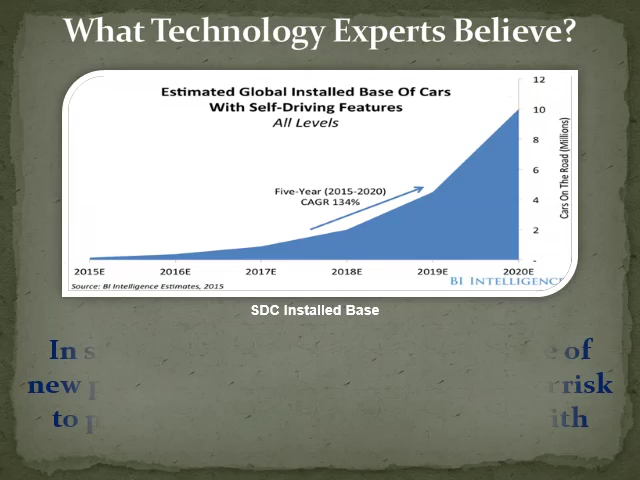 What Technology Experts Believe?
Estimated Global Installed Base Of Cars
With Self-Driving Features
All Levels
12
10
8
6
4
2
-
Cars On The Road (Millions)
Five-Year (2015-2020)
CAGR 134%
2015E 2016E 2017E 2018E 2019E 2020E
Source: BI Intelligence Estimates, 2015
BI INTELLIGENCE
SDC Installed Base
In of
new risk
to